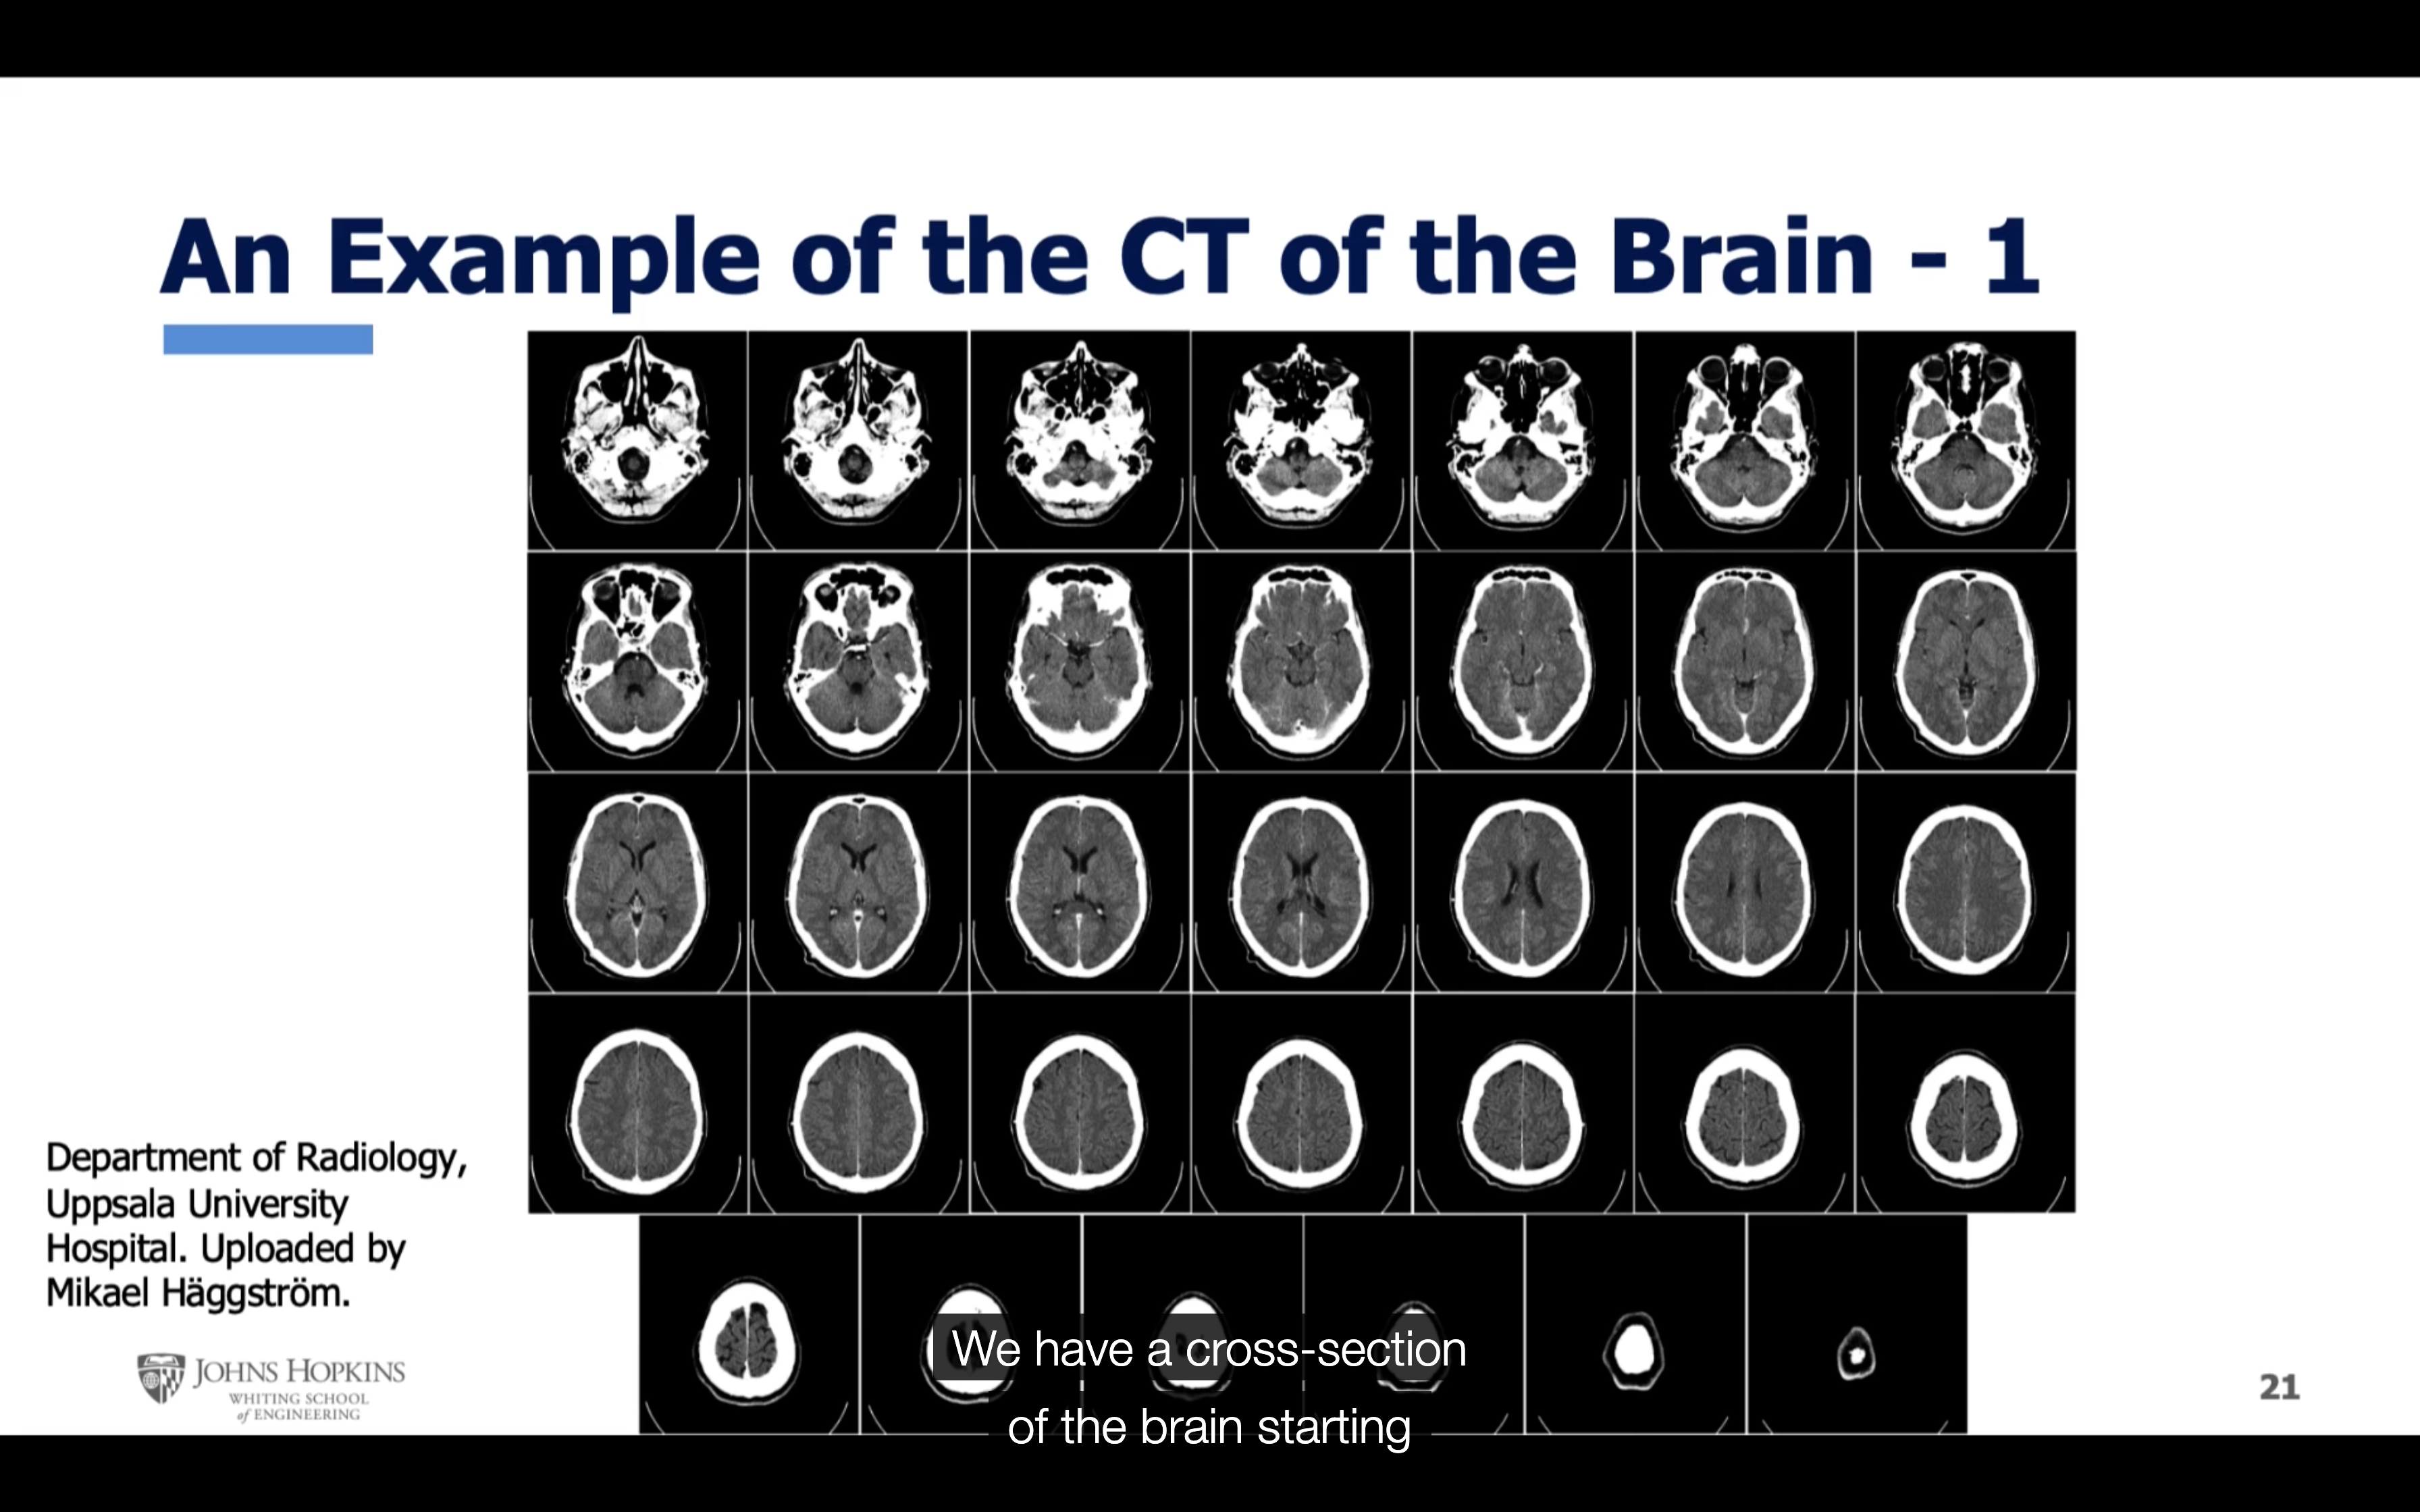 An Example of the CT of the Brain - 1
Department of Radiology,
Uppsala University
Hospital. Uploaded by
Mikael Häggström.
JOHNS HOPKINS
WHITING SCHOOL
of ENGINEERING
We have a cross-section
of the brain starting
21